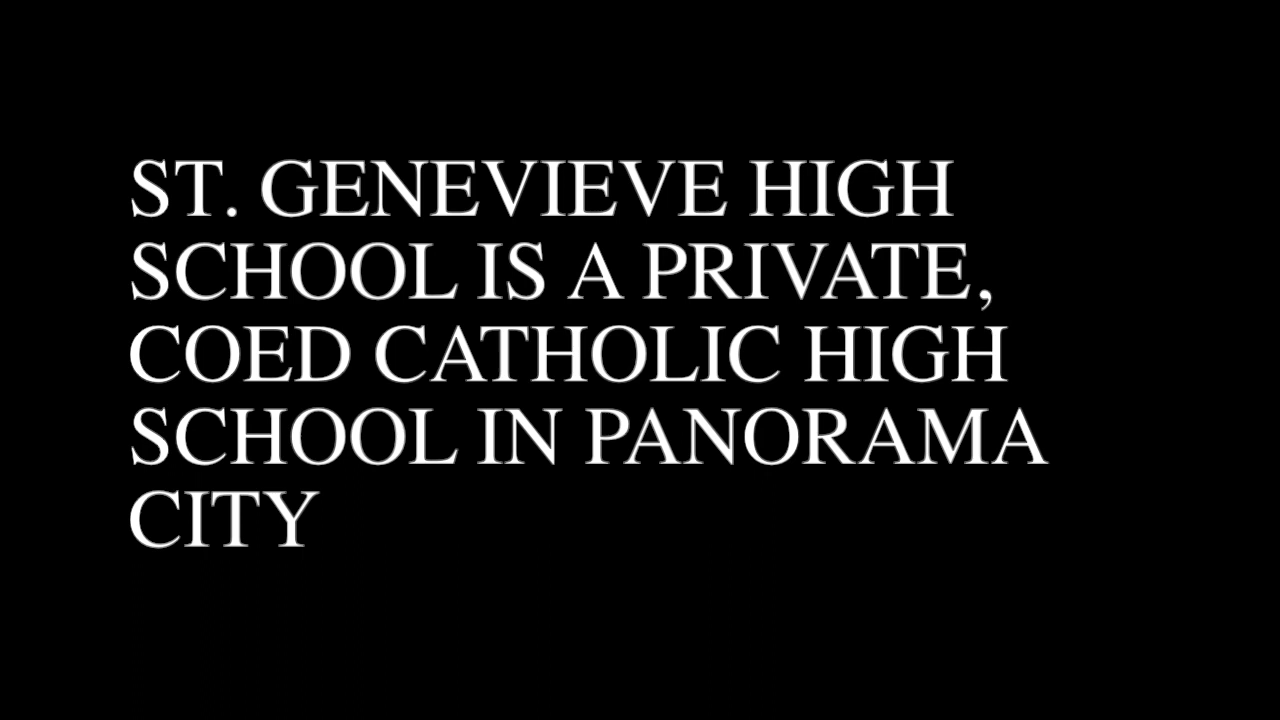 ST. GENEVIEVE HIGH
SCHOOL IS A PRIVATE,
COED CATHOLIC HIGH
SCHOOL IN PANORAMA
CITY